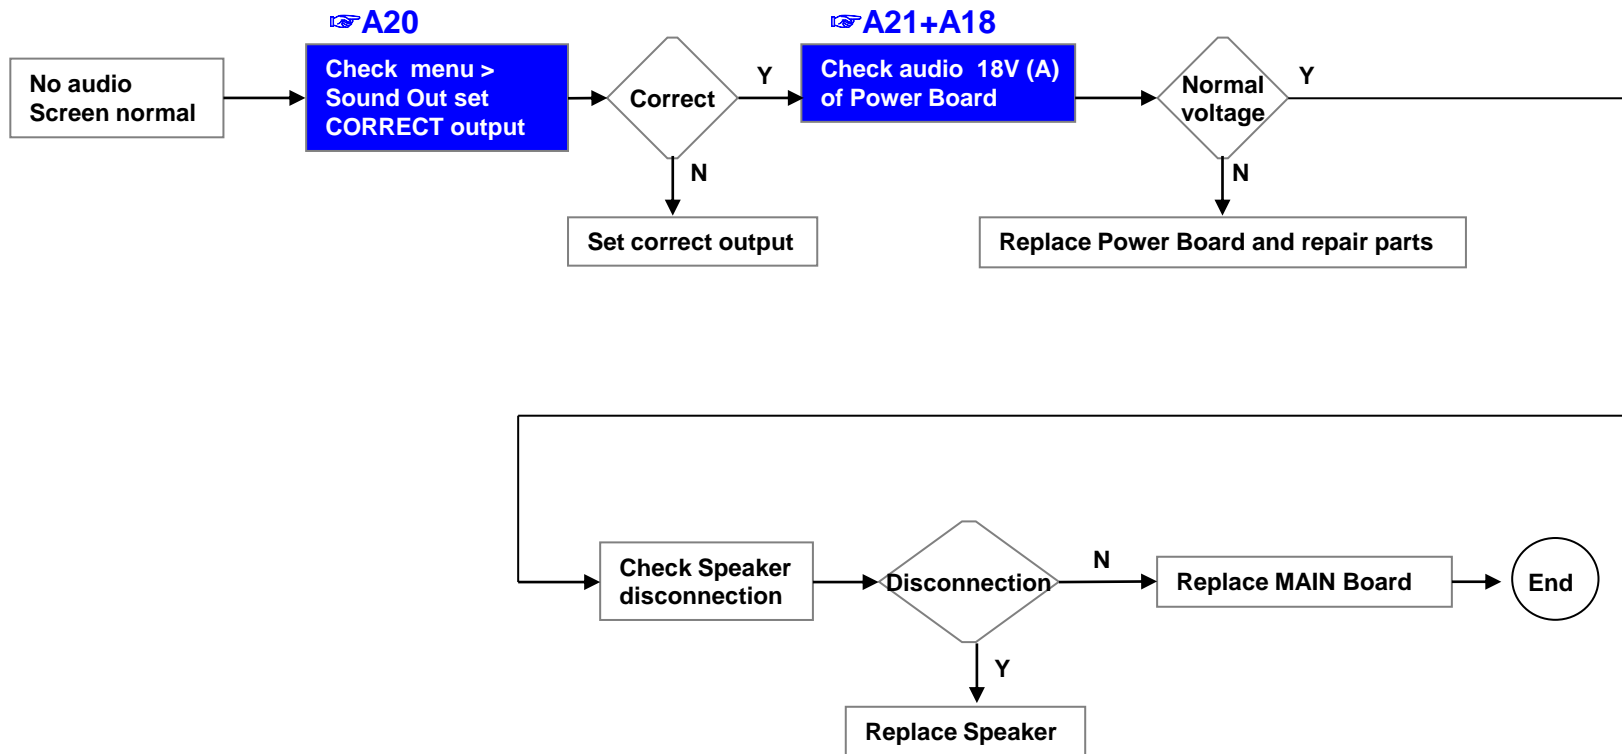 ☞A20
☞A21+A18
No audio
Screen normal
Check menu >
Sound Out set
CORRECT output
Correct
Y
Check audio 18V (A)
of Power Board
Normal
voltage
Y
N
N
Set correct output
Replace Power Board and repair parts
Check Speaker
disconnection
Disconnection
N
Replace MAIN Board
End
Y
Replace Speaker